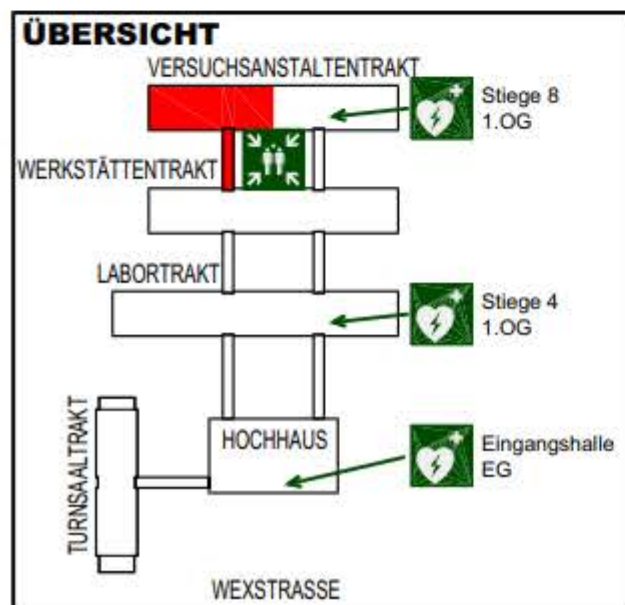 ÜBERSICHT
VERSUCHSANSTALTENTRAKT
Stiege 8
1.OG
WERKSTÄTTENTRAKT
LABORTRAKT
Stiege 4
1.OG
TURNSAALTRAKT
HOCHHAUS
Eingangshalle
EG
WEXSTRASSE